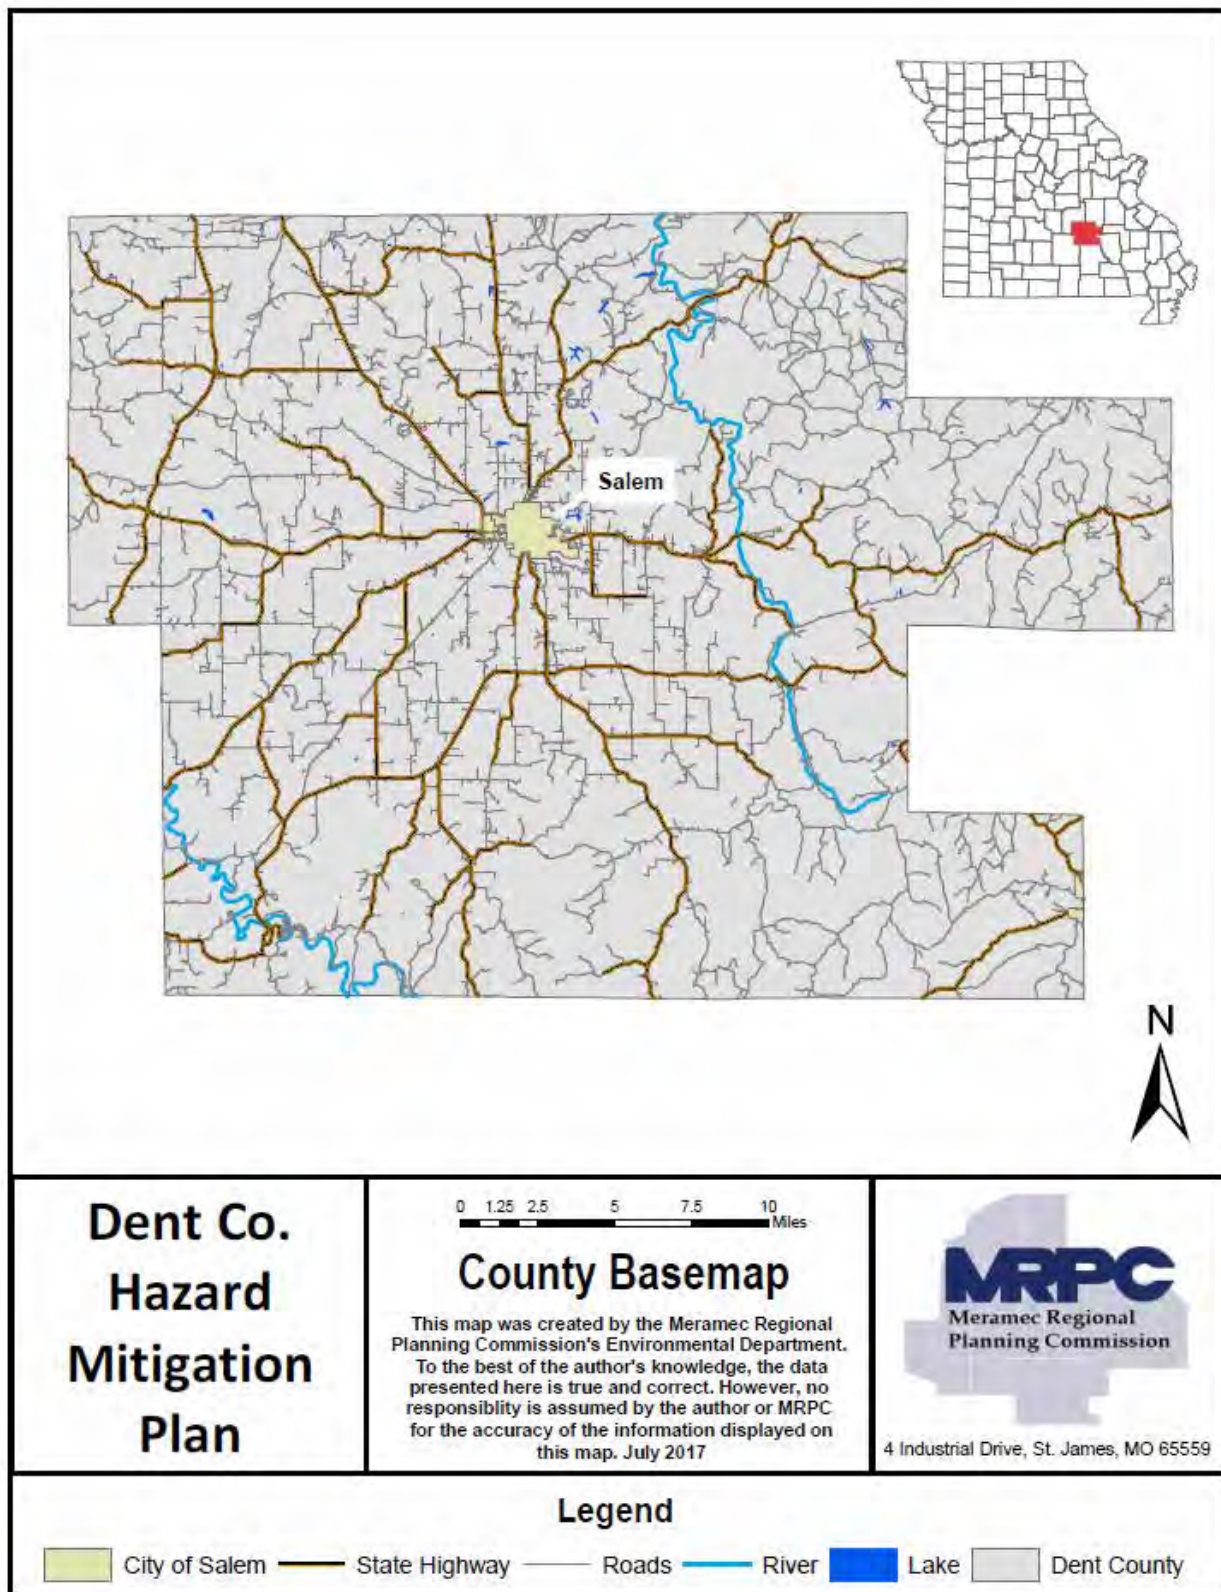 Salem
N
Dent Co.
Hazard
Mitigation
Plan
0 1.25 2.5 5 7.5 10
Miles
County Basemap
This map was created by the Meramec Regional
Planning Commission's Environmental Department.
To the best of the author's knowledge, the data
presented here is true and correct. However, no
responsiblity is assumed by the author or MRPC
for the accuracy of the information displayed on
this map. July 2017
MRPC
Meramec Regional
Planning Commission
4 Industrial Drive, St. James, MO 65559
Legend
City of Salem State Highway Roads River Lake Dent County